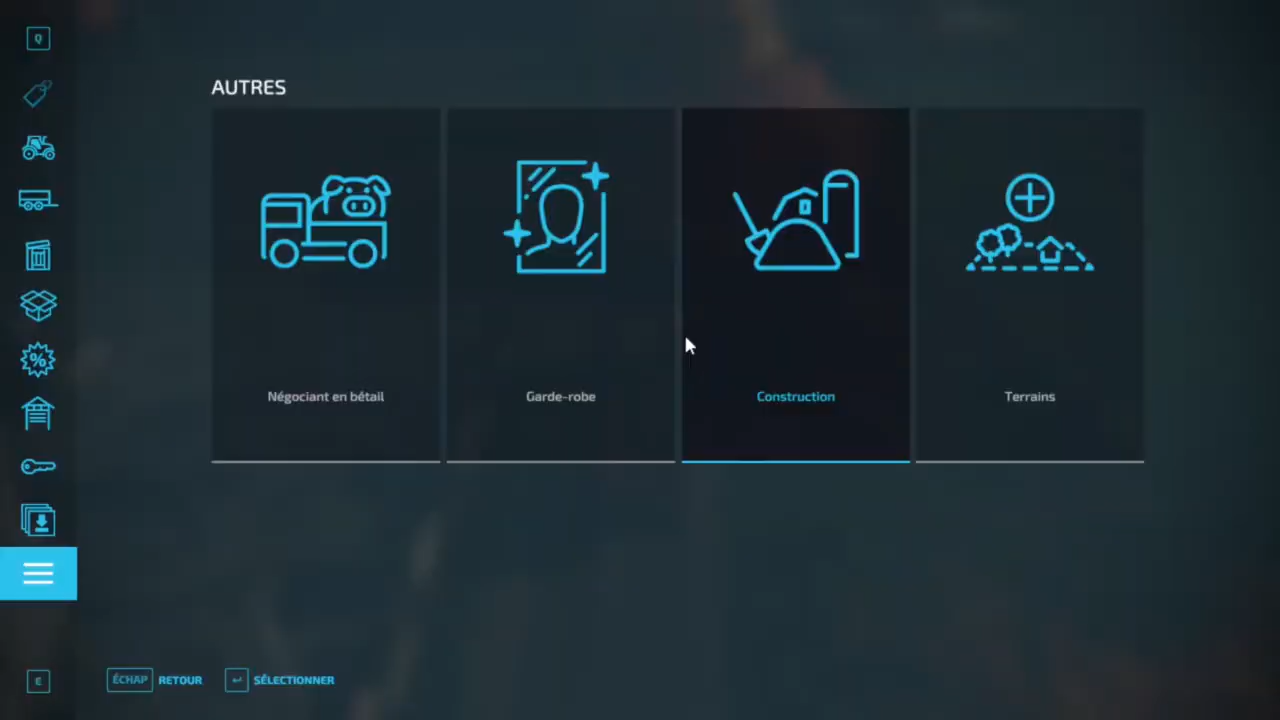 Q
AUTRES
%
Négociant en bétail
Garde-robe
Construction
Terrains
E
ÉCHAP RETOUR
SÉLECTIONNER